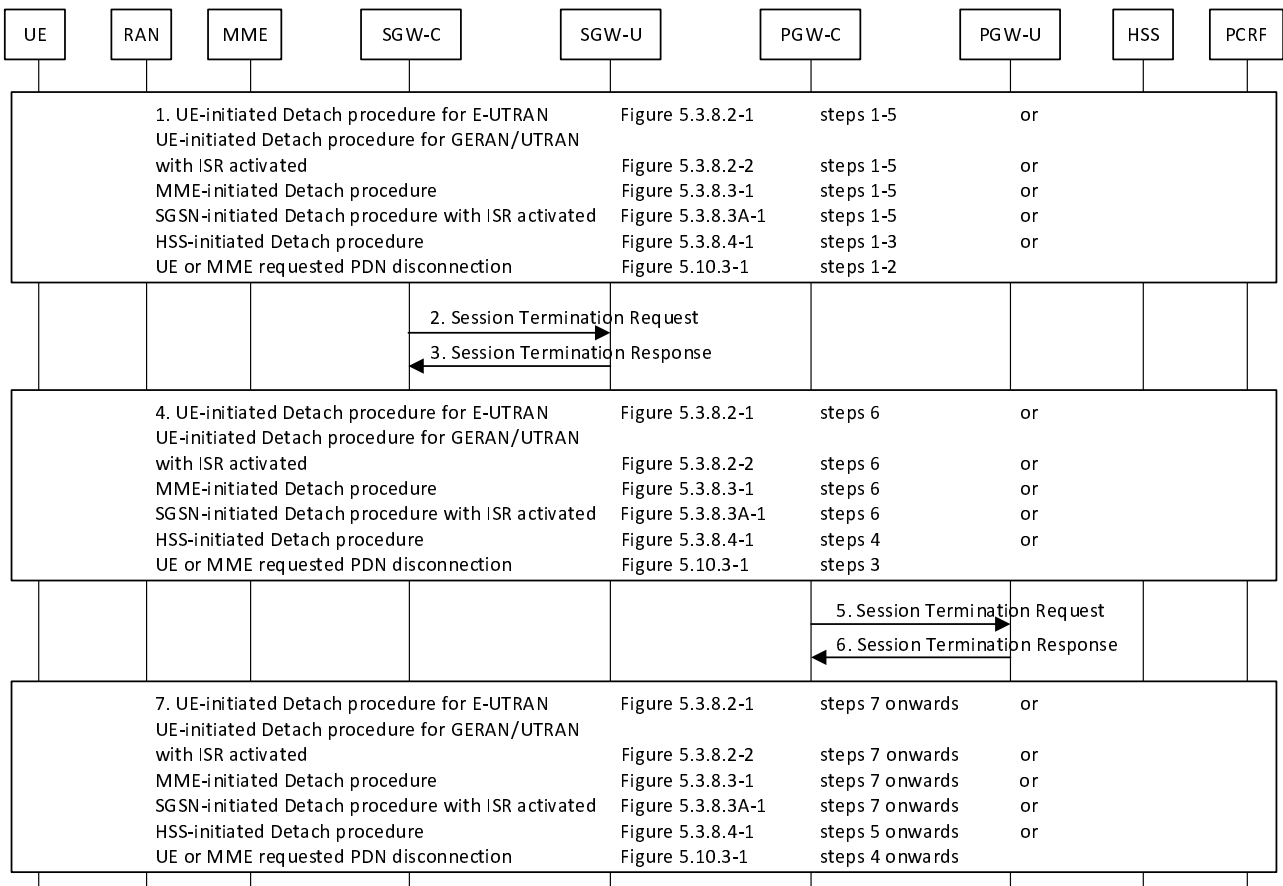 UE RAN MME SGW-C SGW-U PGW-C PGW-U HSS PCRF
1. UE-initiated Detach procedure for E-UTRAN Figure 5.3.8.2-1 steps 1-5 or
UE-initiated Detach procedure for GERAN/UTRAN
with ISR activated Figure 5.3.8.2-2 steps 1-5 or
MME-initiated Detach procedure Figure 5.3.8.3-1 steps 1-5 or
SGSN-initiated Detach procedure with ISR activated Figure 5.3.8.3A-1 steps 1-5 or
HSS-initiated Detach procedure Figure 5.3.8.4-1 steps 1-3 or
UE or MME requested PDN disconnection Figure 5.10.3-1 steps 1-2
2. Session Termination Request
3. Session Termination Response
4. UE-initiated Detach procedure for E-UTRAN Figure 5.3.8.2-1 steps 6 or
UE-initiated Detach procedure for GERAN/UTRAN
with ISR activated Figure 5.3.8.2-2 steps 6 or
MME-initiated Detach procedure Figure 5.3.8.3-1 steps 6 or
SGSN-initiated Detach procedure with ISR activated Figure 5.3.8.3A-1 steps 6 or
HSS-initiated Detach procedure Figure 5.3.8.4-1 steps 4 or
UE or MME requested PDN disconnection Figure 5.10.3-1 steps 3
5. Session Termination Request
6. Session Termination Response
7. UE-initiated Detach procedure for E-UTRAN Figure 5.3.8.2-1 steps 7 onwards or
UE-initiated Detach procedure for GERAN/UTRAN
with ISR activated Figure 5.3.8.2-2 steps 7 onwards or
MME-initiated Detach procedure Figure 5.3.8.3-1 steps 7 onwards or
SGSN-initiated Detach procedure with ISR activated Figure 5.3.8.3A-1 steps 7 onwards or
HSS-initiated Detach procedure Figure 5.3.8.4-1 steps 5 onwards or
UE or MME requested PDN disconnection Figure 5.10.3-1 steps 4 onwards